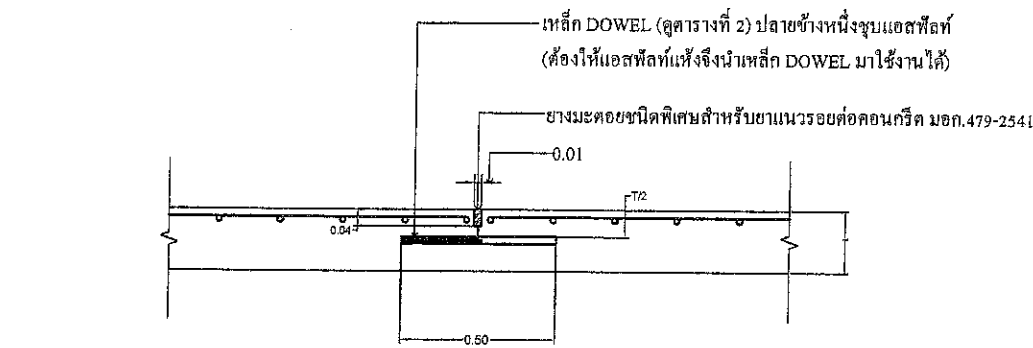 เหล็ก DOWEL (ดูตารางที่ 2) ปลายข้างหนึ่งชุบแอสฟัลท์
(ต้องให้แอสฟัลท์แห้งจึงนำเหล็ก DOWEL มาใช้งานได้)
ยางมะตอยชนิดพิเศษสำหรับยาแนวรอยต่อคอนกรีต มอก.479-2541
0.01
T/2
0.04
0.50